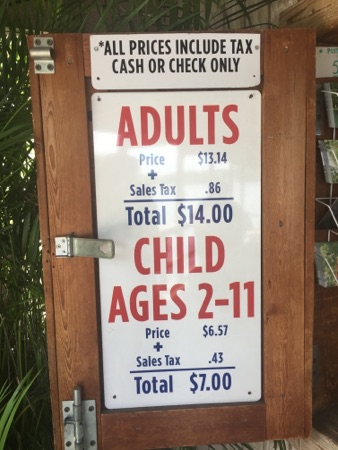 *ALL PRICES INCLUDE TAX
CASH OR CHECK ONLY
ADULTS
Price $13.14
+
Sales Tax .86
Total $14.00
CHILD
AGES 2-11
Price $6.57
+
Sales Tax .43
Total $7.00